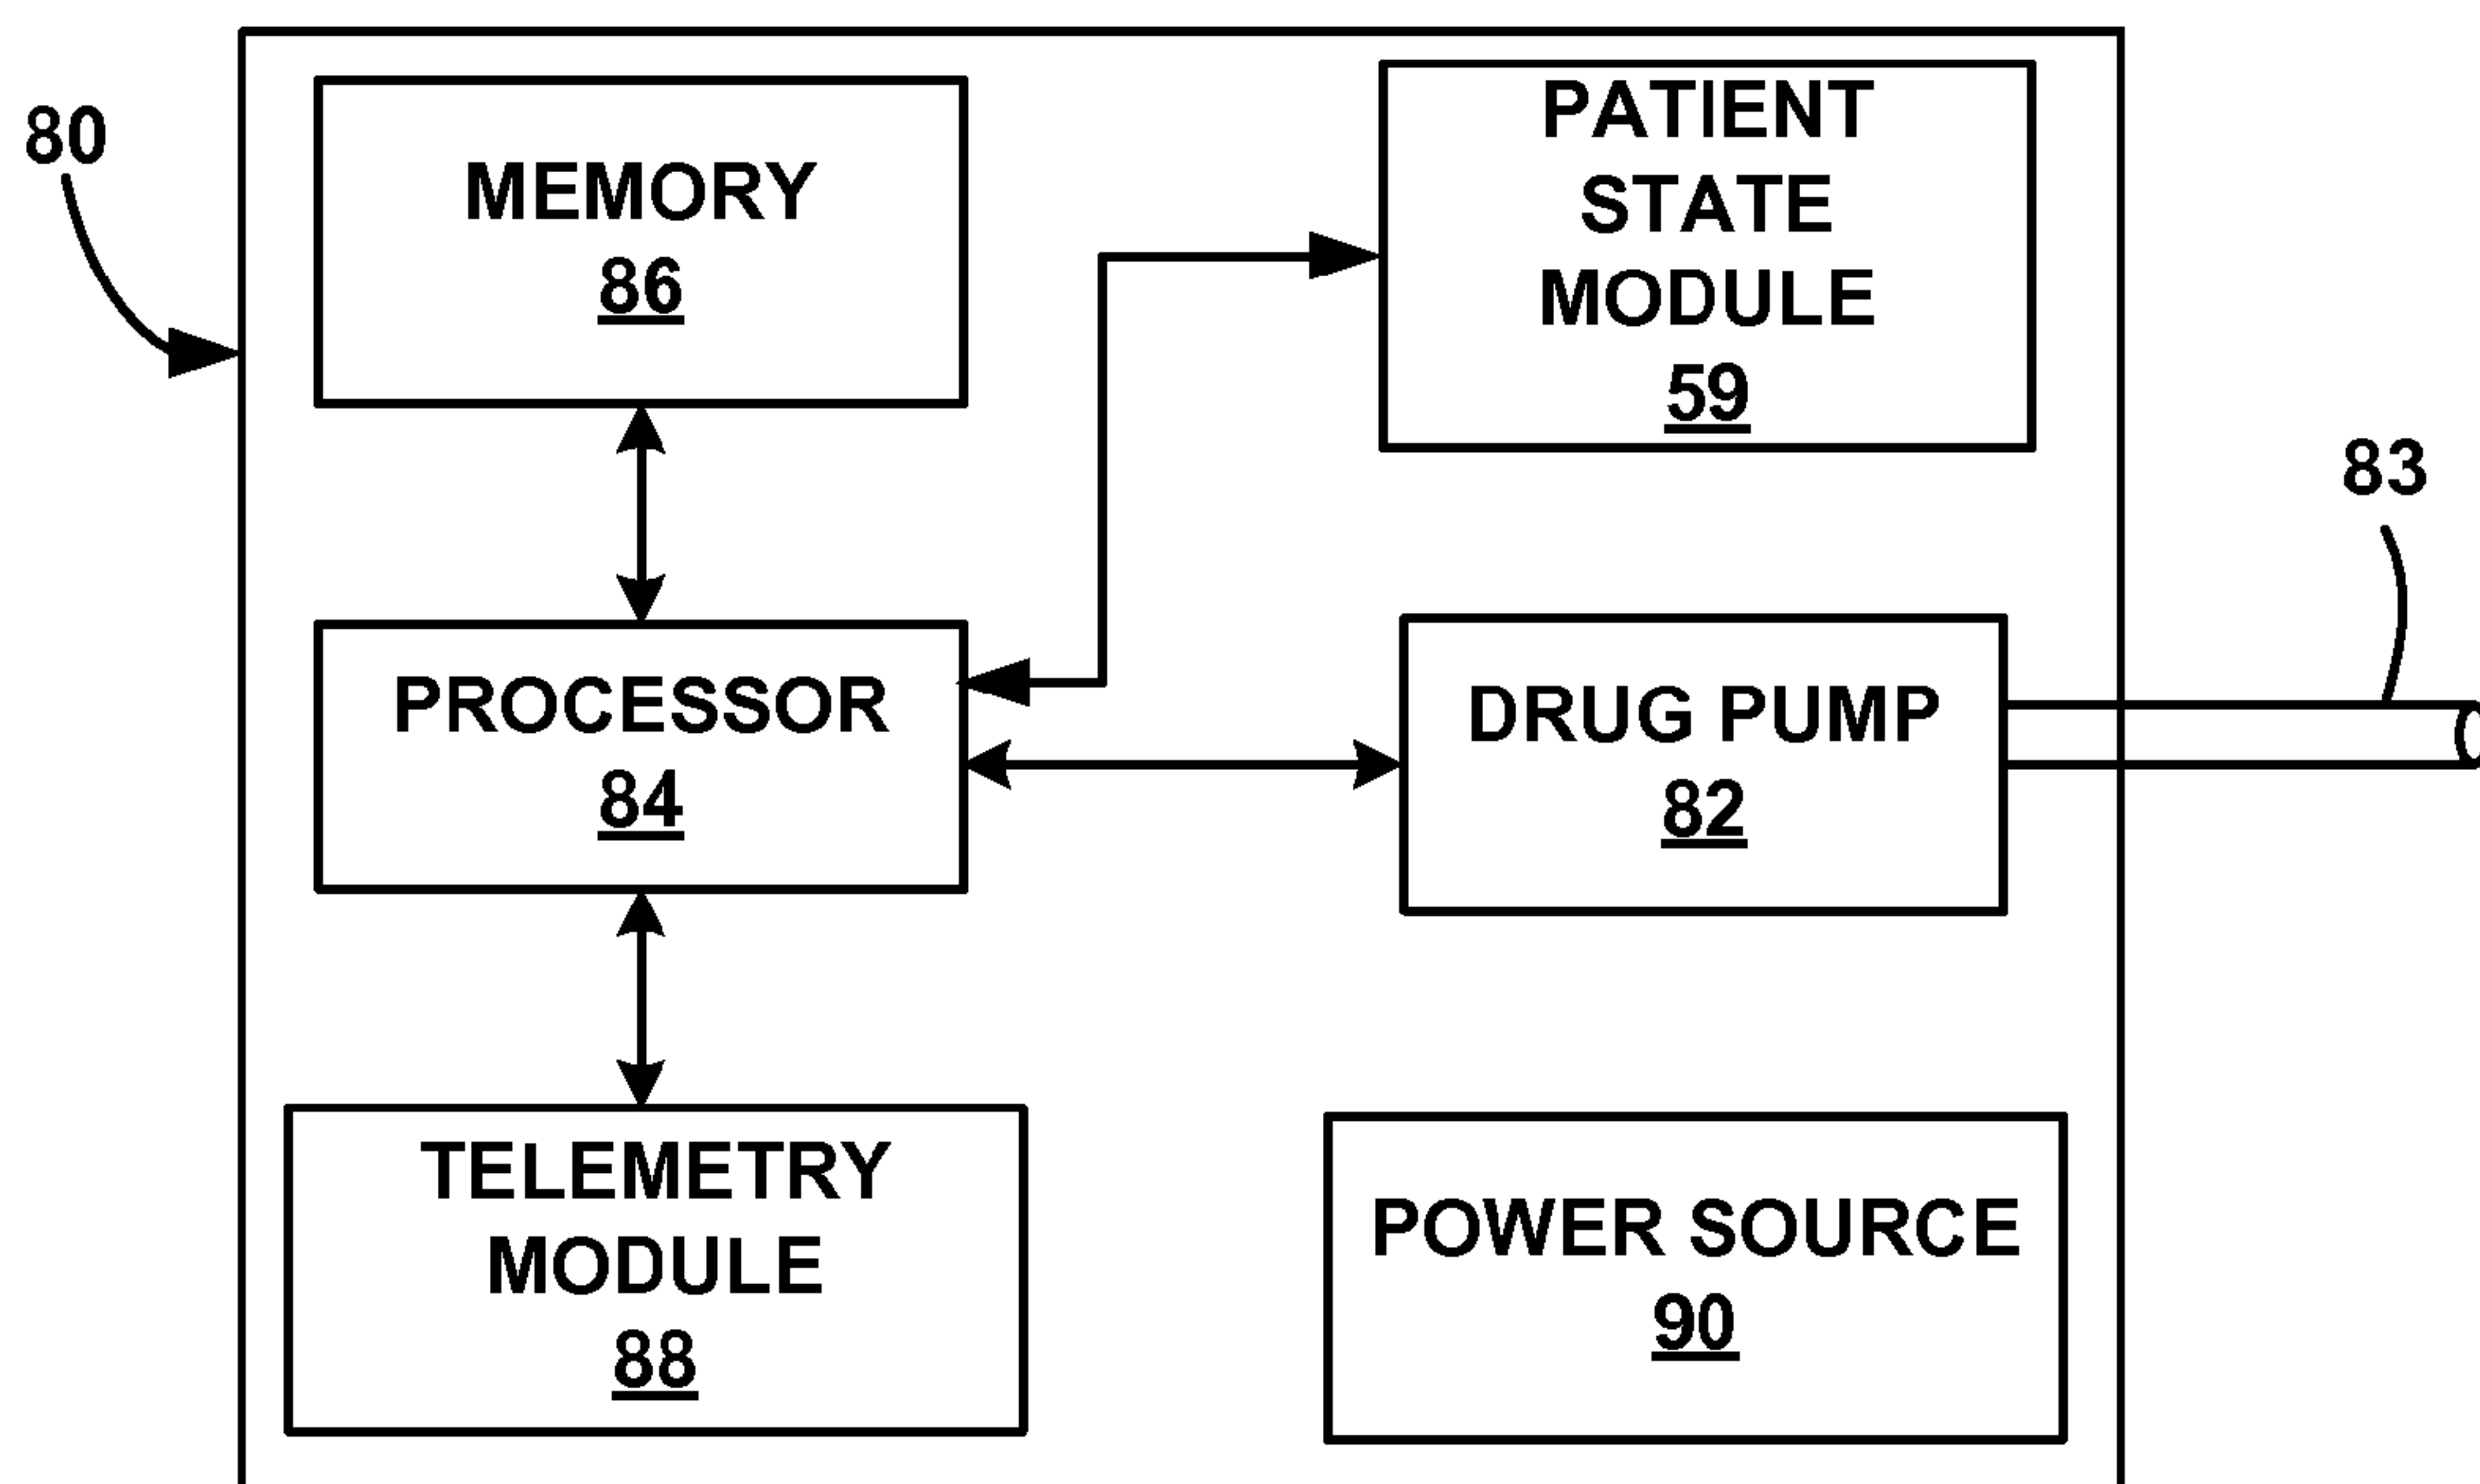 80
MEMORY
86
PATIENT
STATE
MODULE
59
83
PROCESSOR
84
DRUG PUMP
82
TELEMETRY
MODULE
88
POWER SOURCE
90